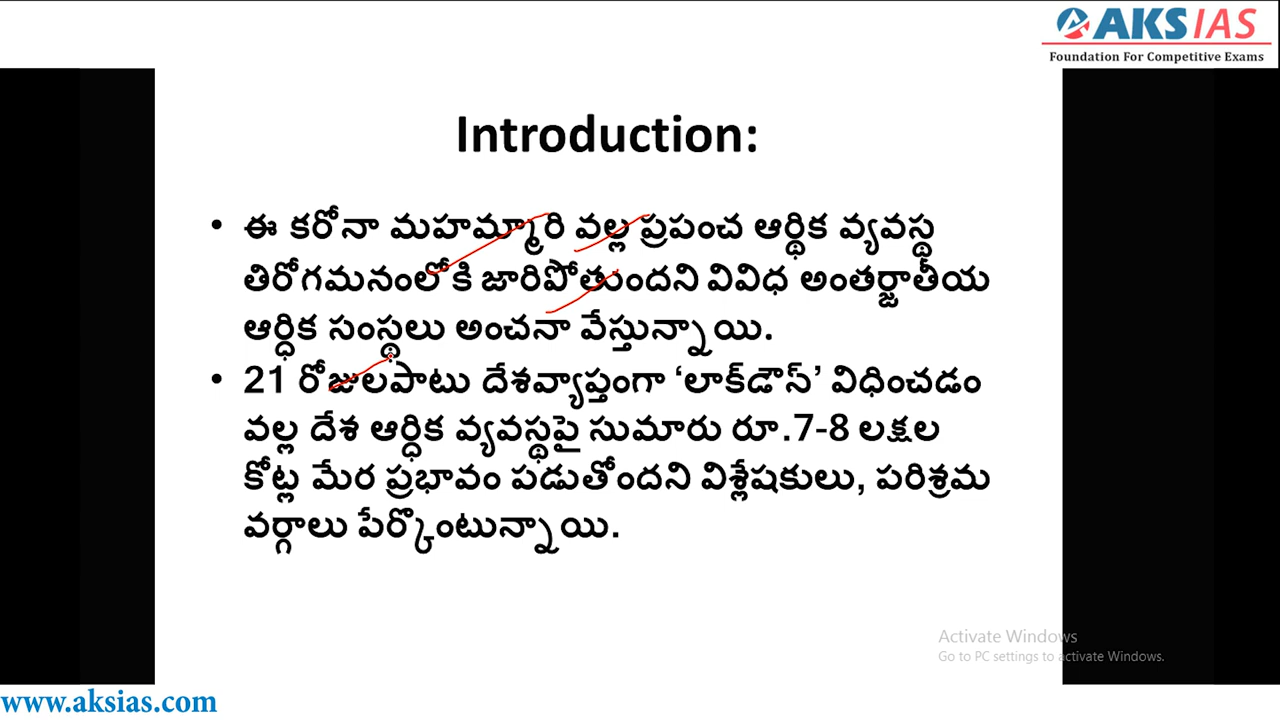 AKS IAS
Foundation For Competitive Exams
Introduction:
• ఈ కరోనా మహమ్మారి వల్ల ప్రపంచ ఆర్థిక వ్యవస్థ
తిరోగమనంలోకి జారిపోతుందని వివిధ అంతర్జాతీయ
ఆర్ధిక సంస్థలు అంచనా వేస్తున్నాయి.
• 21 రోజులపాటు దేశవ్యాప్తంగా ‘లాక్‌డౌన్’ విధించడం
వల్ల దేశ ఆర్ధిక వ్యవస్థపై సుమారు రూ.7-8 లక్షల
కోట్ల మేర ప్రభావం పడుతోందని విశ్లేషకులు, పరిశ్రమ
వర్గాలు పేర్కొంటున్నాయి.
Activate Windows
Go to PC settings to activate Windows.
www.aksias.com